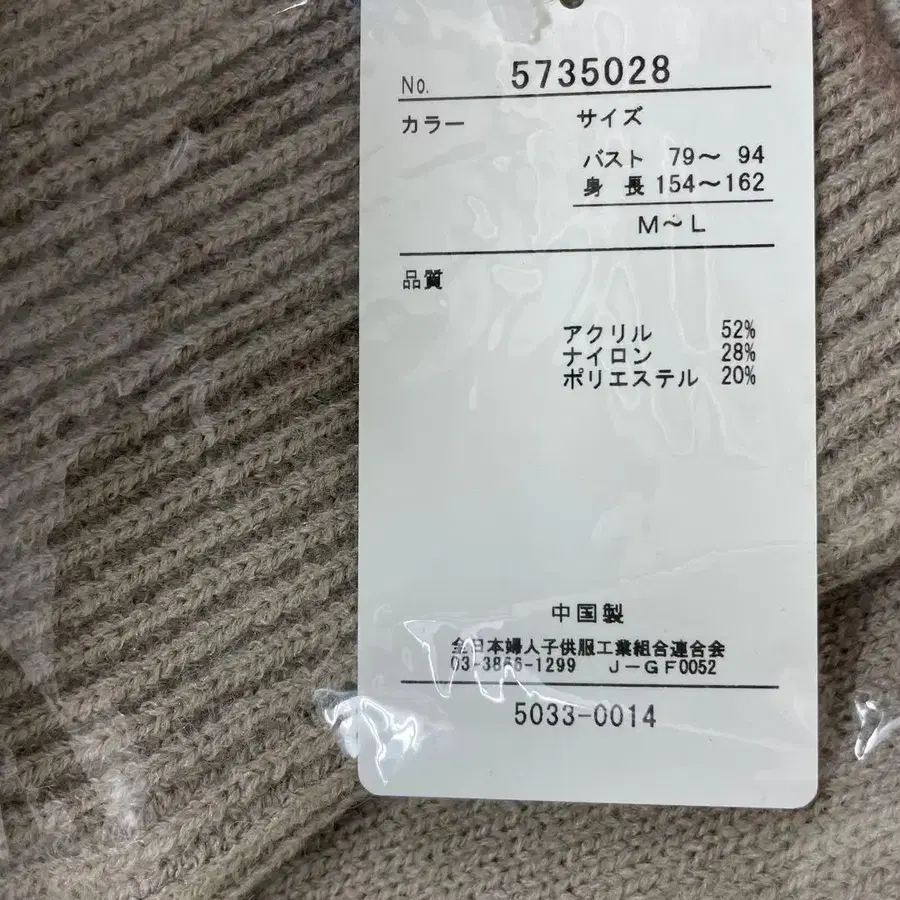 No. 5735028
カラー サイズ
バスト 79～ 94
身 長 154～162
M～L
品質
アクリル 52%
ナイロン 28%
ポリエステル 20%
中国製
全日本婦人子供服工業組合連合会
03-3866-1299 J-GF0052
5033-0014